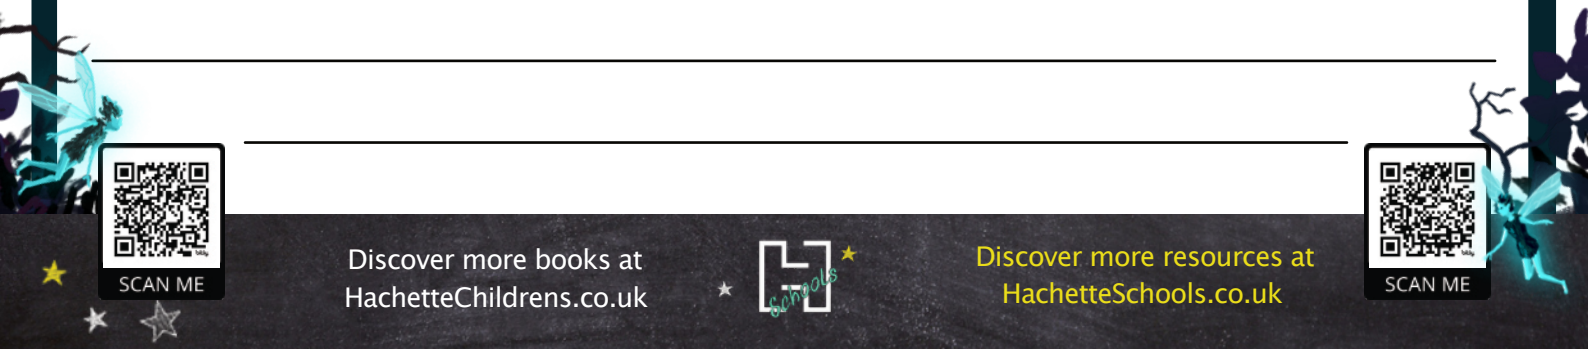 SCAN ME
Discover more books at
HachetteChildrens.co.uk
Schools
Discover more resources at
HachetteSchools.co.uk
SCAN ME